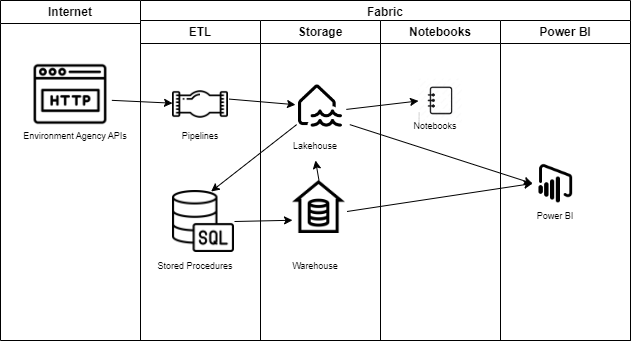 Internet
Fabric
ETL
Storage
Notebooks
Power BI
HTTP
Environment Agency APIs
Pipelines
Lakehouse
Notebooks
SQL
Stored Procedures
Warehouse
Power BI